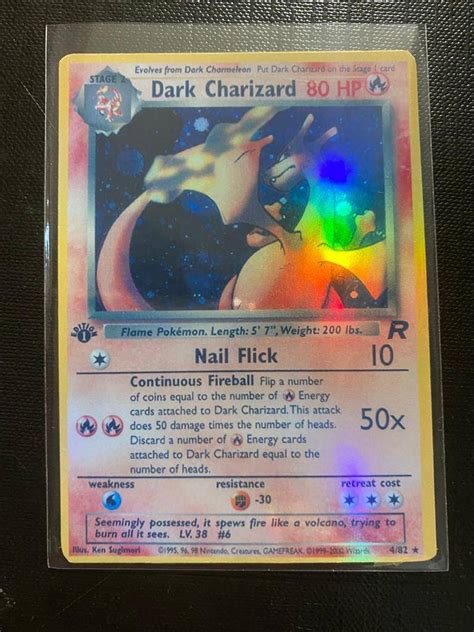 Evolves from Dark Charmeleon Put Dark Charizard on the Stage 1 card
STAGE 2
Dark Charizard 80 HP
Flame Pokémon. Length: 5' 7", Weight: 200 lbs.
EDITION
1
R
Nail Flick 10
Continuous Fireball Flip a number
of coins equal to the number of Energy
cards attached to Dark Charizard. This attack
does 50 damage times the number of heads.
Discard a number of Energy cards
attached to Dark Charizard equal to the
number of heads.
50x
weakness resistance retreat cost
-30
Seemingly possessed, it spews fire like a volcano, trying to
burn all it sees. LV. 38 #6
Illus. Ken Sugimori ©1995, 96, 98 Nintendo, Creatures, GAMEFREAK. ©1999-2000 Wizards. 4/82 ★